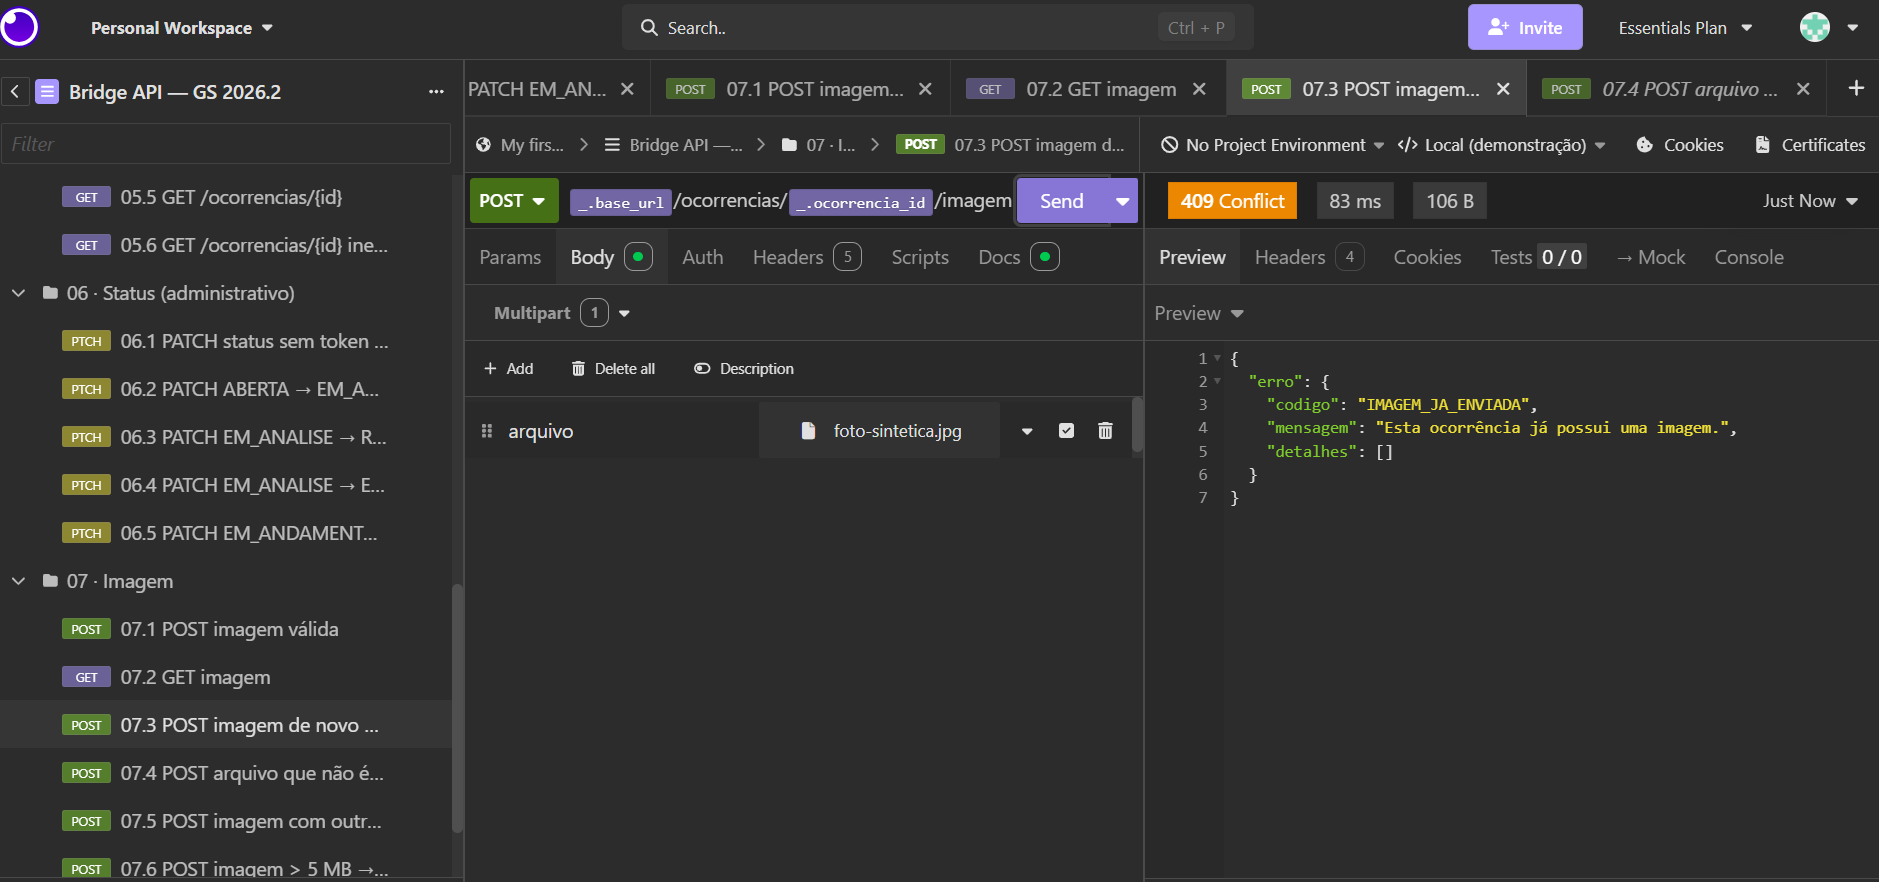 Personal Workspace
Search..
Ctrl + P
Invite
Essentials Plan
Bridge API — GS 2026.2
Filter
GET 05.5 GET /ocorrencias/{id}
GET 05.6 GET /ocorrencias/{id} ine...
06 · Status (administrativo)
PTCH 06.1 PATCH status sem token ...
PTCH 06.2 PATCH ABERTA → EM_A...
PTCH 06.3 PATCH EM_ANALISE → R...
PTCH 06.4 PATCH EM_ANALISE → E...
PTCH 06.5 PATCH EM_ANDAMENT...
07 · Imagem
POST 07.1 POST imagem válida
GET 07.2 GET imagem
POST 07.3 POST imagem de novo ...
POST 07.4 POST arquivo que não é...
POST 07.5 POST imagem com outr...
POST 07.6 POST imagem > 5 MB →...
PATCH EM_AN...
POST 07.1 POST imagem...
GET 07.2 GET imagem
POST 07.3 POST imagem...
POST 07.4 POST arquivo ...
My first...
Bridge API —...
07 · I...
POST 07.3 POST imagem d...
No Project Environment
Local (demonstração)
Cookies
Certificates
POST
_.base_url/ocorrencias/_.ocorrencia_id/imagem
Send
409 Conflict
83 ms
106 B
Just Now
Params
Body
Auth
Headers 5
Scripts
Docs
Preview
Headers 4
Cookies
Tests 0 / 0
→ Mock
Console
Multipart 1
Preview
Add
Delete all
Description
arquivo
foto-sintetica.jpg
1 {
2 "erro": {
3 "codigo": "IMAGEM_JA_ENVIADA",
4 "mensagem": "Esta ocorrência já possui uma imagem.",
5 "detalhes": []
6 }
7 }